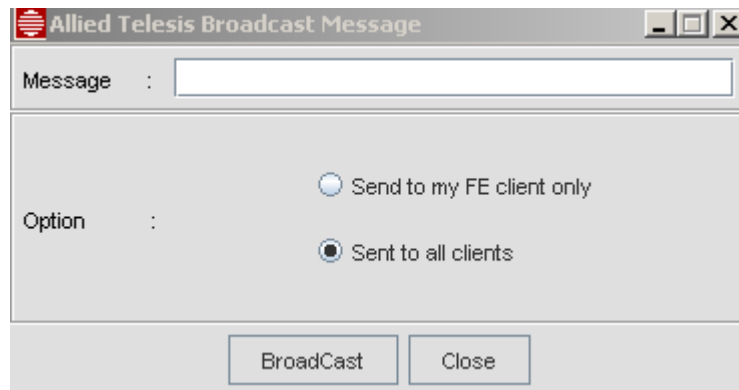 Allied Telesis Broadcast Message
Message :
Send to my FE client only
Option :
Sent to all clients
BroadCast Close